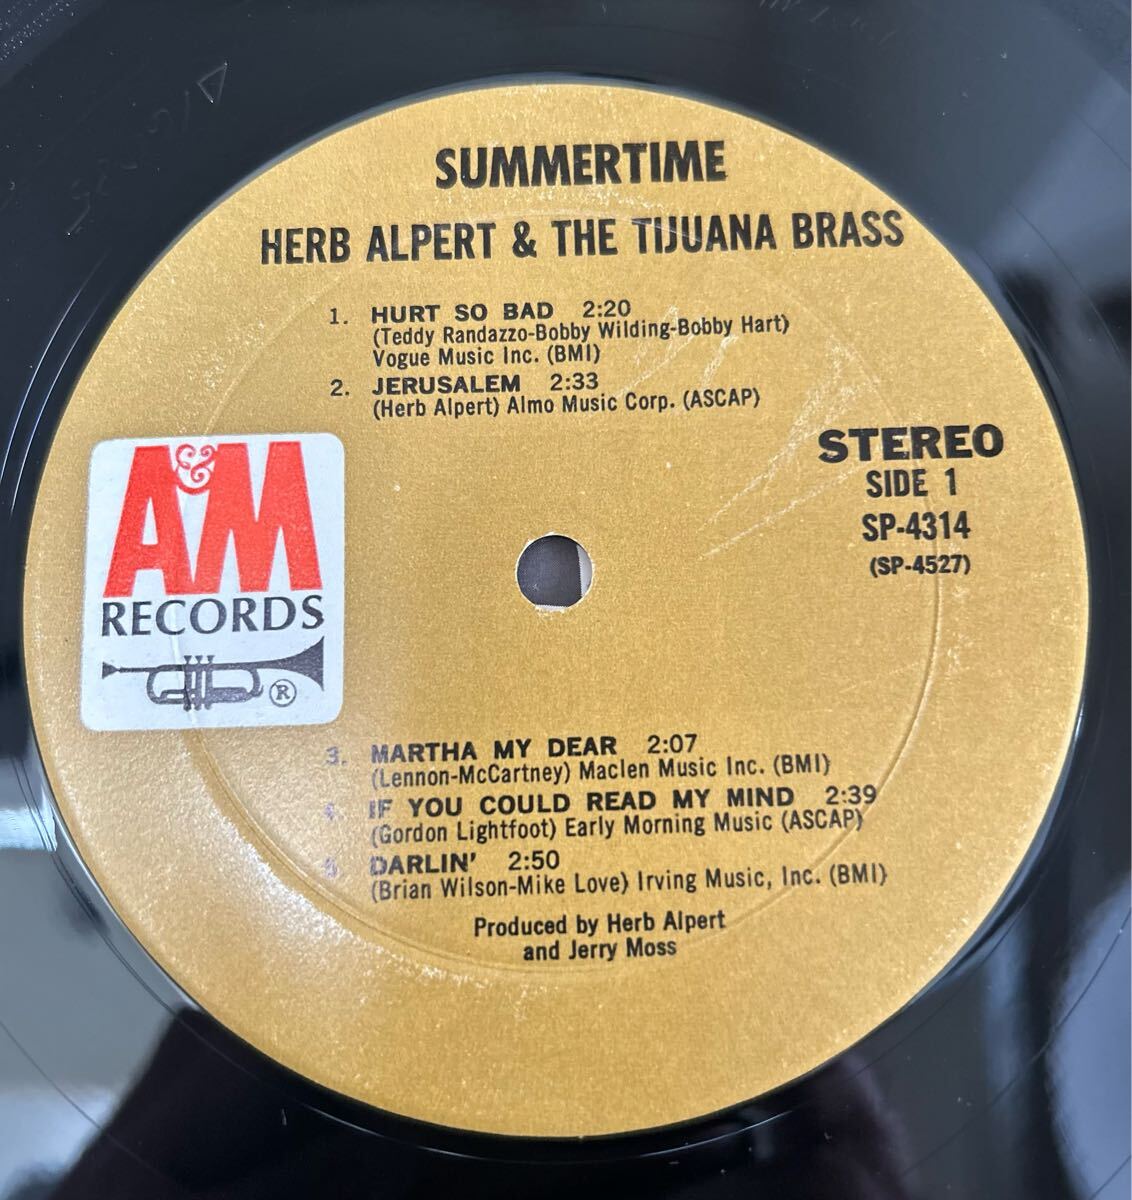 SUMMERTIME
HERB ALPERT & THE TIJUANA BRASS
1. HURT SO BAD 2:20
(Teddy Randazzo-Bobby Wilding-Bobby Hart)
Vogue Music Inc. (BMI)
2. JERUSALEM 2:33
(Herb Alpert) Almo Music Corp. (ASCAP)
STEREO
SIDE 1
SP-4314
(SP-4527)
A&M
RECORDS
®
3. MARTHA MY DEAR 2:07
(Lennon-McCartney) Maclen Music Inc. (BMI)
4. IF YOU COULD READ MY MIND 2:39
(Gordon Lightfoot) Early Morning Music (ASCAP)
5 DARLIN' 2:50
(Brian Wilson-Mike Love) Irving Music, Inc. (BMI)
Produced by Herb Alpert
and Jerry Moss